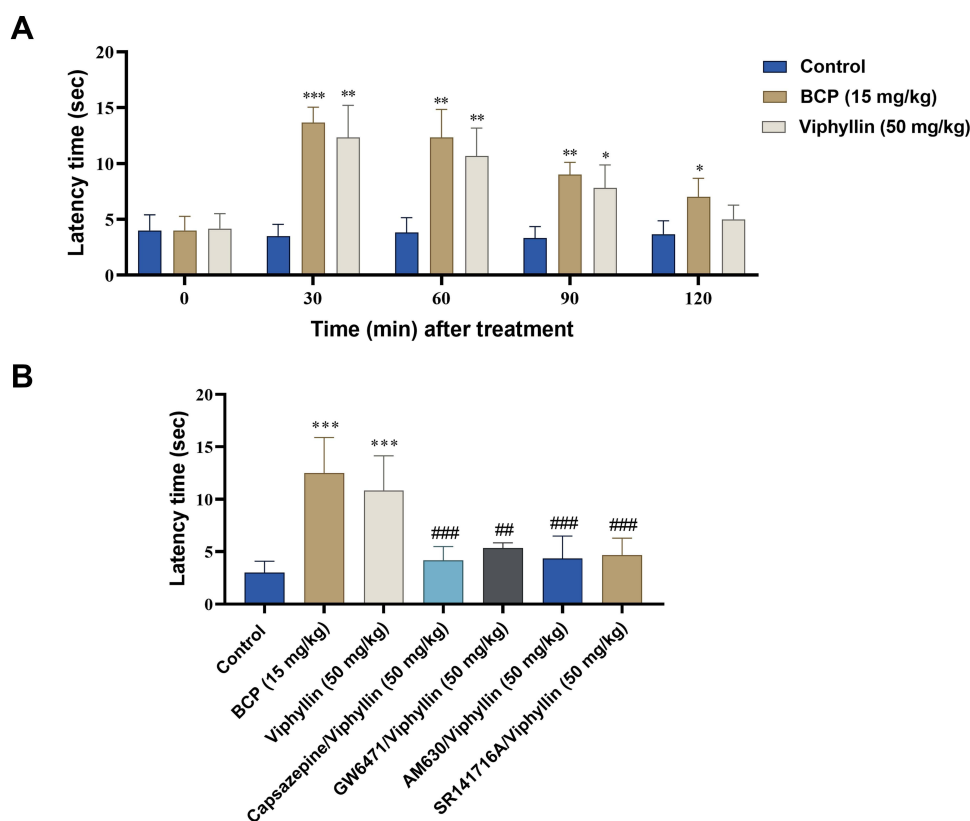 A
Latency time (sec)
20
15
10
5
0
***
**
**
**
**
*
*
0
30
60
90
120
Time (min) after treatment
Control
BCP (15 mg/kg)
Viphyllin (50 mg/kg)
B
Latency time (sec)
20
15
10
5
0
***
***
###
##
###
###
Control
BCP (15 mg/kg)
Viphyllin (50 mg/kg)
Capsazepine/Viphyllin (50 mg/kg)
GW6471/Viphyllin (50 mg/kg)
AM630/Viphyllin (50 mg/kg)
SR141716A/Viphyllin (50 mg/kg)